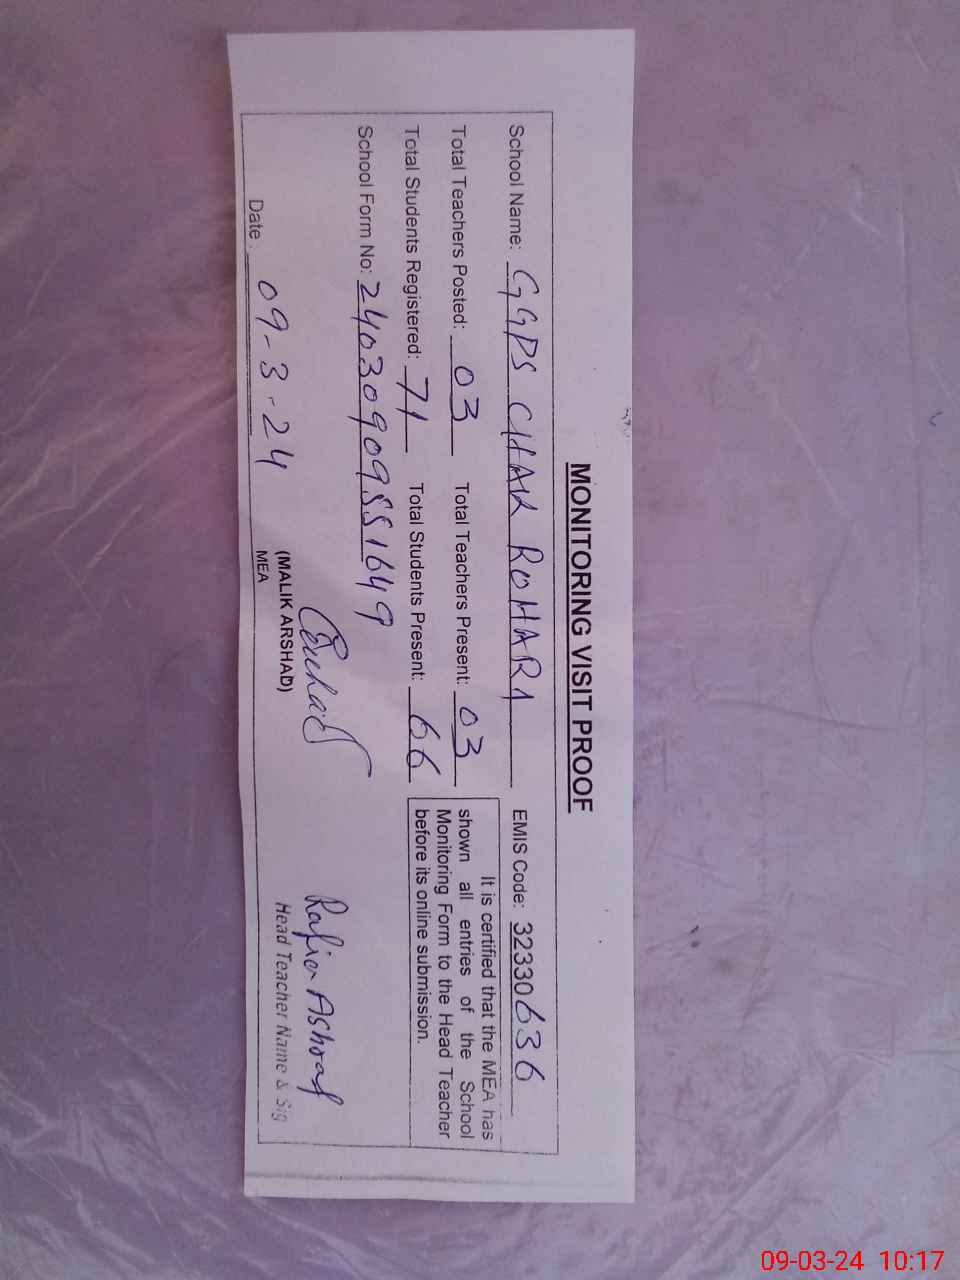 MONITORING VISIT PROOF
School Name: GGPS CHAK ROHARI EMIS Code: 32330636
Total Teachers Posted: 03 Total Teachers Present: 03
Total Students Registered: 71 Total Students Present: 66
School Form No: 24030909551649
It is certified that the MEA has
shown all entries of the School
Monitoring Form to the Head Teacher
before its online submission.
Date: 09-3-24
(MALIK ARSHAD)
MEA
Rafia Ashraf
Head Teacher Name & Sig
09-03-24 10:17